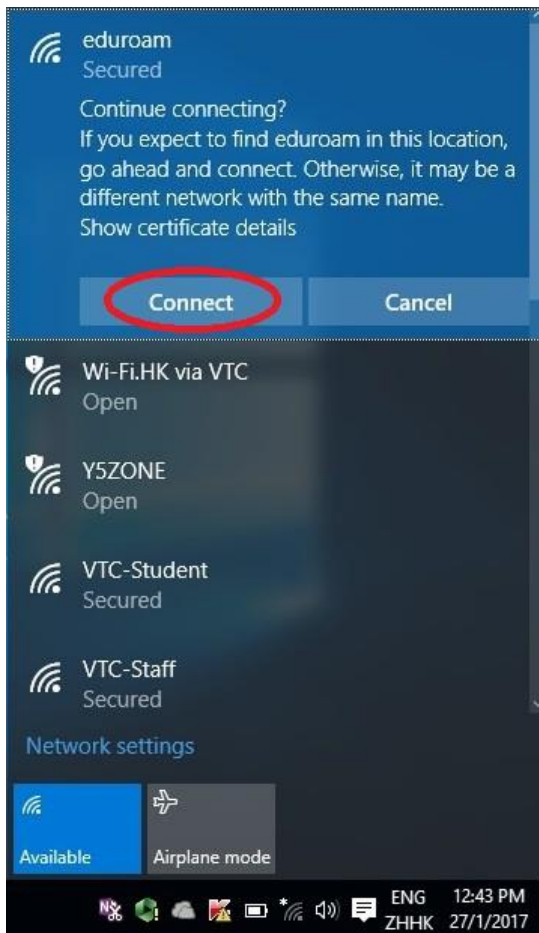 eduroam
Secured
Continue connecting?
If you expect to find eduroam in this location,
go ahead and connect. Otherwise, it may be a
different network with the same name.
Show certificate details
Connect
Cancel
Wi-Fi.HK via VTC
Open
Y5ZONE
Open
VTC-Student
Secured
VTC-Staff
Secured
Network settings
Available
Airplane mode
ENG
ZHHK
12:43 PM
27/1/2017